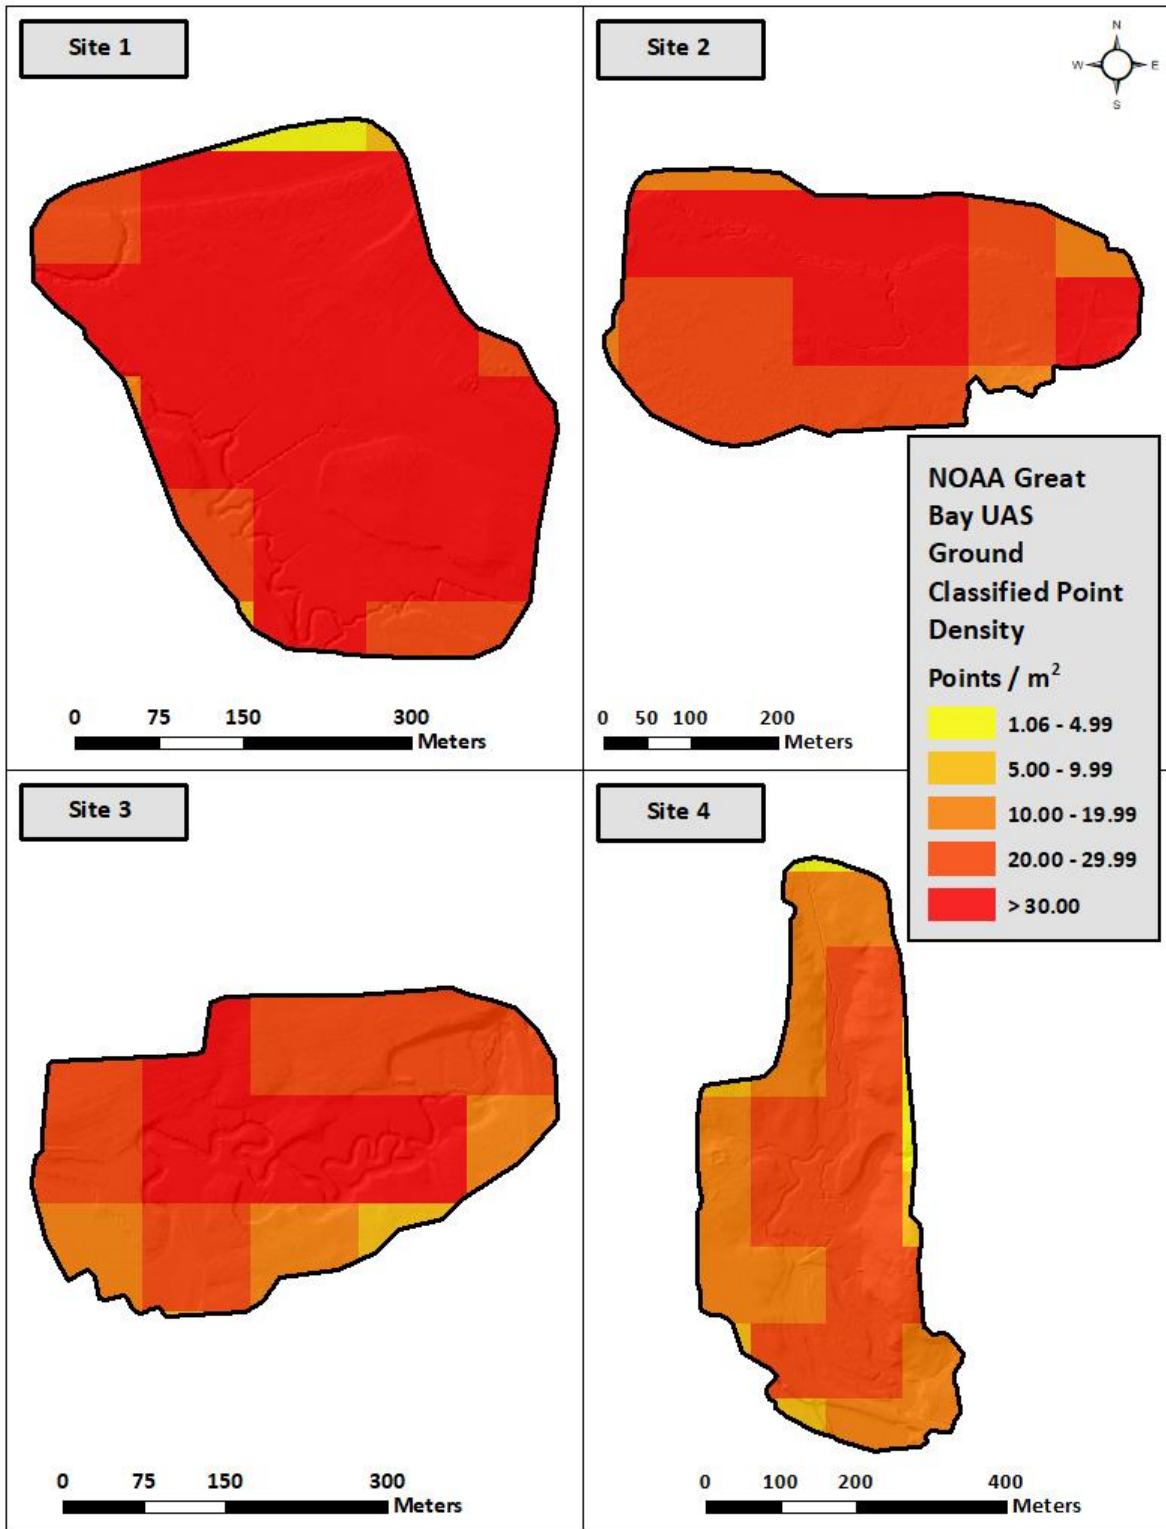 Site 1
Site 2
N
W E
S
0 75 150 300
Meters
0 50 100 200
Meters
NOAA Great
Bay UAS
Ground
Classified Point
Density
Points / m²
1.06 - 4.99
5.00 - 9.99
10.00 - 19.99
20.00 - 29.99
> 30.00
Site 3
Site 4
0 75 150 300
Meters
0 100 200 400
Meters